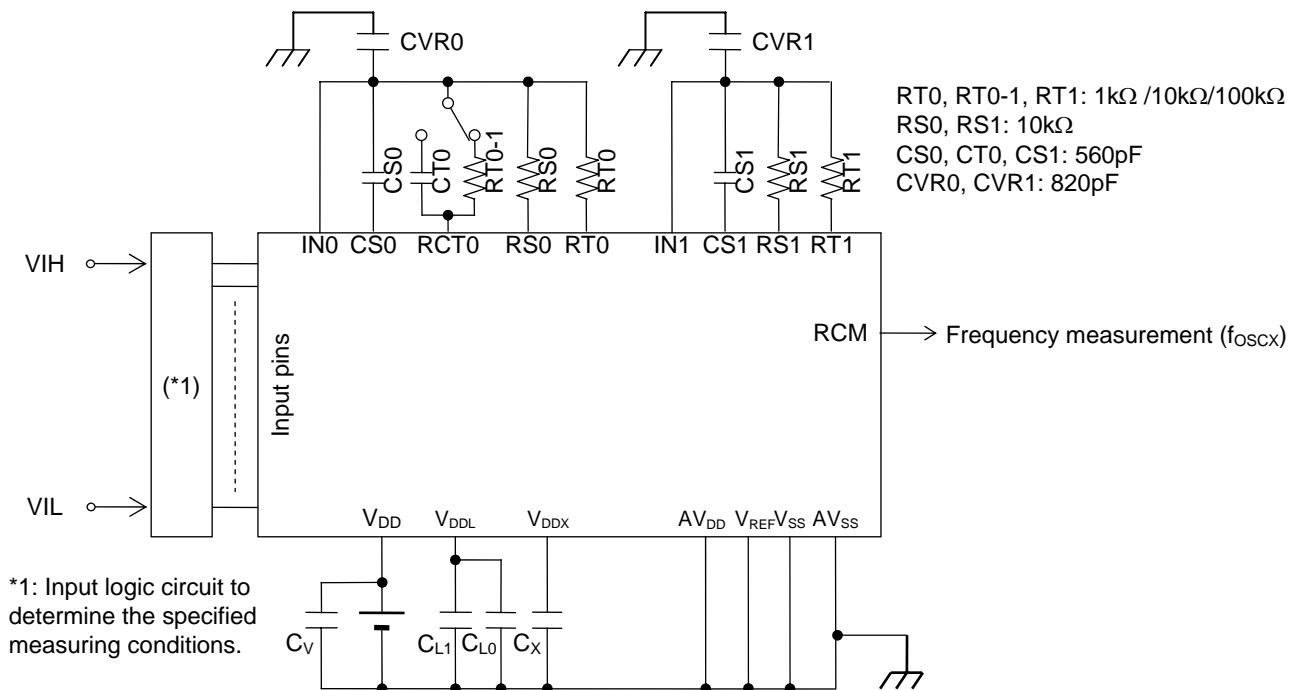 CVR0
CVR1
RT0, RT0-1, RT1: 1kΩ /10kΩ/100kΩ
RS0, RS1: 10kΩ
CS0, CT0, CS1: 560pF
CVR0, CVR1: 820pF
CS0
CT0
RT0-1
RS0
RT0
CS1
RS1
RT1
IN0 CS0 RCT0 RS0 RT0
IN1 CS1 RS1 RT1
VIH
RCM
Frequency measurement (fOSCX)
(*1)
Input pins
VIL
VDD VDDL VDDX AVDD VREF VSS AVSS
*1: Input logic circuit to
determine the specified
measuring conditions.
CV CL1 CL0 CX